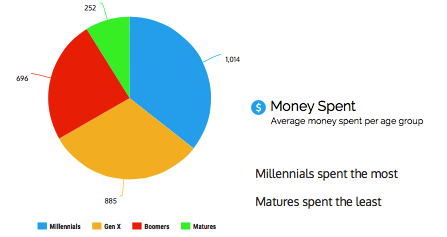 252
1,014
696
885
Millennials Gen X Boomers Matures
$ Money Spent
Average money spent per age group
Millennials spent the most
Matures spent the least